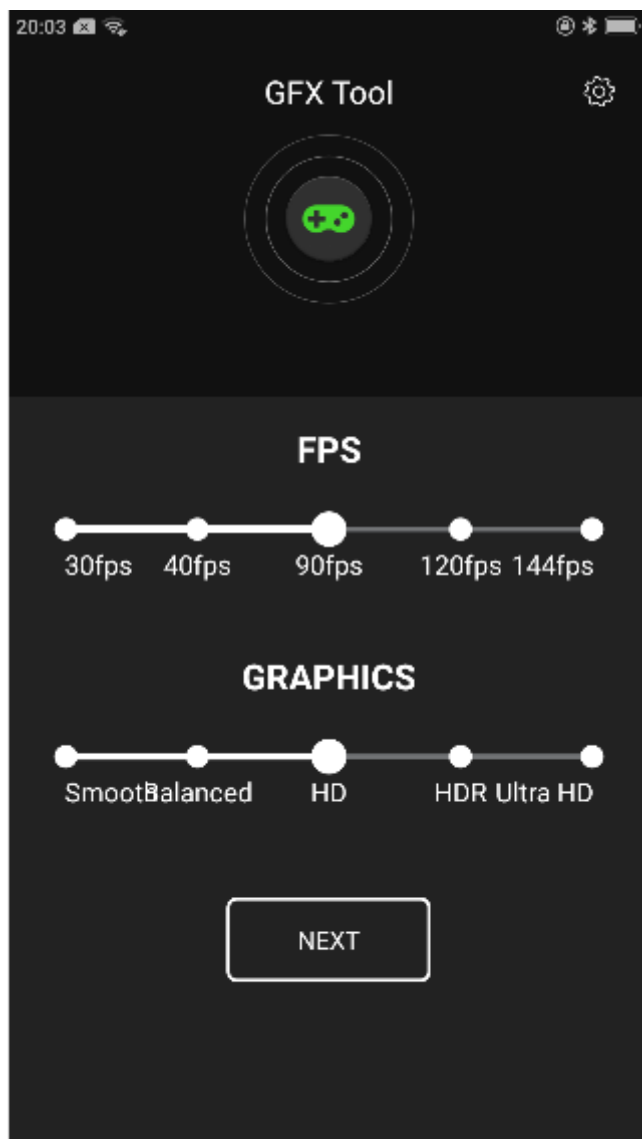 20:03
GFX Tool
FPS
30fps 40fps 90fps 120fps 144fps
GRAPHICS
Smooth Balanced HD HDR Ultra HD
NEXT